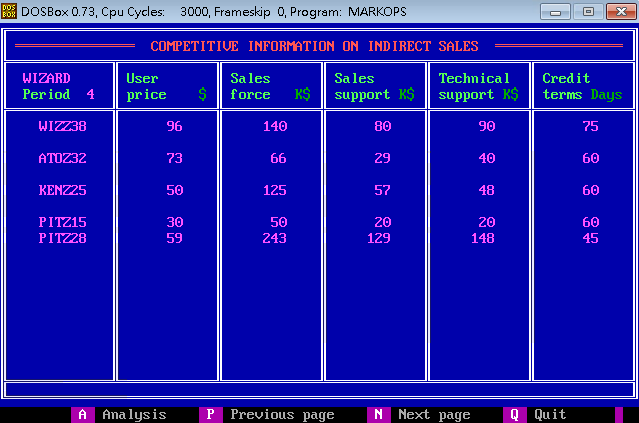 DOS BOX DOSBox 0.73, Cpu Cycles: 3000, Frameskip 0, Program: MARKOPS
COMPETITIVE INFORMATION ON INDIRECT SALES
WIZARD User Sales Sales Technical Credit
Period 4 price $ force K$ support K$ support K$ terms Days
WIZZ38 96 140 80 90 75
ATOZ32 73 66 29 40 60
KENZ25 50 125 57 48 60
PITZ15 30 50 20 20 60
PITZ28 59 243 129 148 45
A Analysis P Previous page N Next page Q Quit